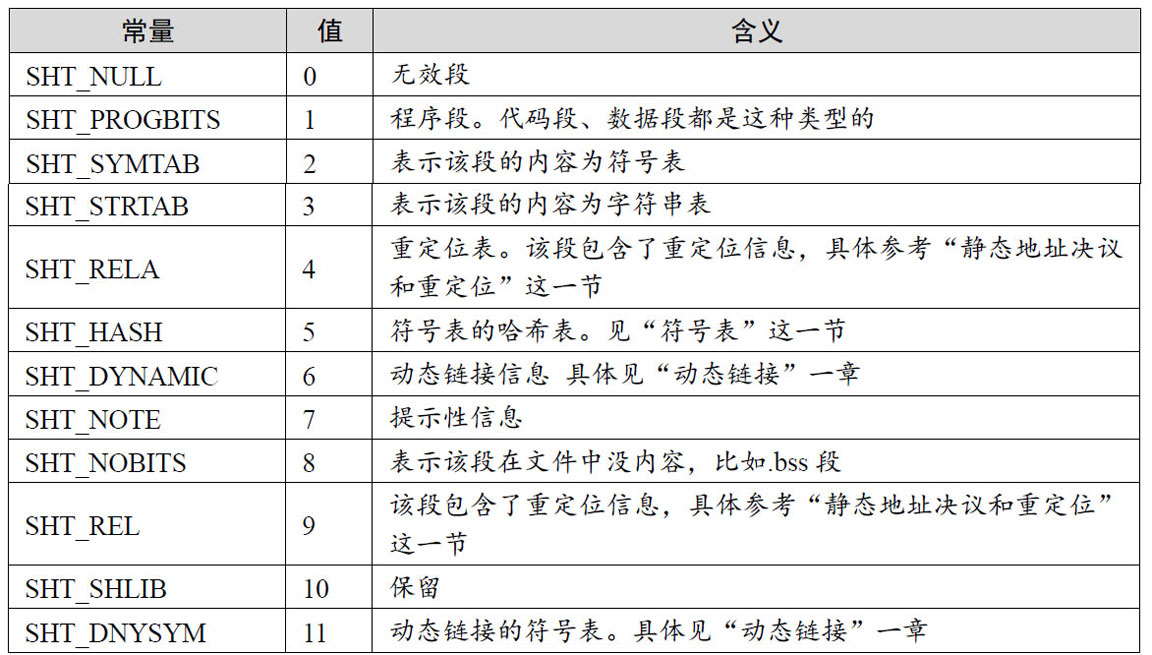 常量 值 含义
SHT_NULL 0 无效段
SHT_PROGBITS 1 程序段。代码段、数据段都是这种类型的
SHT_SYMTAB 2 表示该段的内容为符号表
SHT_STRTAB 3 表示该段的内容为字符串表
SHT_RELA 4 重定位表。该段包含了重定位信息，具体参考“静态地址决议
和重定位”这一节
SHT_HASH 5 符号表的哈希表。见“符号表”这一节
SHT_DYNAMIC 6 动态链接信息 具体见“动态链接”一章
SHT_NOTE 7 提示性信息
SHT_NOBITS 8 表示该段在文件中没内容，比如.bss 段
SHT_REL 9 该段包含了重定位信息，具体参考“静态地址决议和重定位”
这一节
SHT_SHLIB 10 保留
SHT_DNYSYM 11 动态链接的符号表。具体见“动态链接”一章